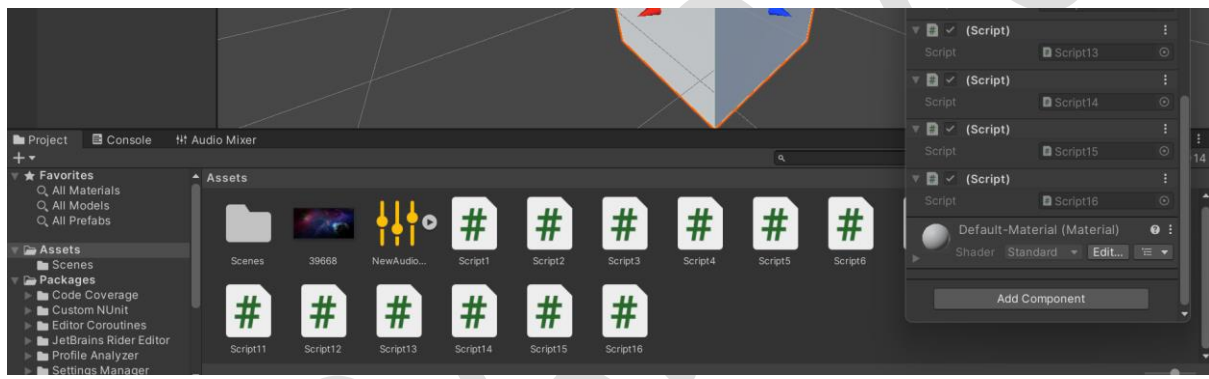 (Script)
Script Script13
(Script)
Script Script14
(Script)
Script Script15
(Script)
Script Script16
Default-Material (Material)
Shader Standard Edit...
Add Component
Project Console Audio Mixer
14
Favorites
All Materials
All Models
All Prefabs
Assets
Scenes
Packages
Code Coverage
Custom NUnit
Editor Coroutines
JetBrains Rider Editor
Profile Analyzer
Settings Manager
Assets
Scenes 39668 NewAudio... Script1 Script2 Script3 Script4 Script5 Script6
Script11 Script12 Script13 Script14 Script15 Script16